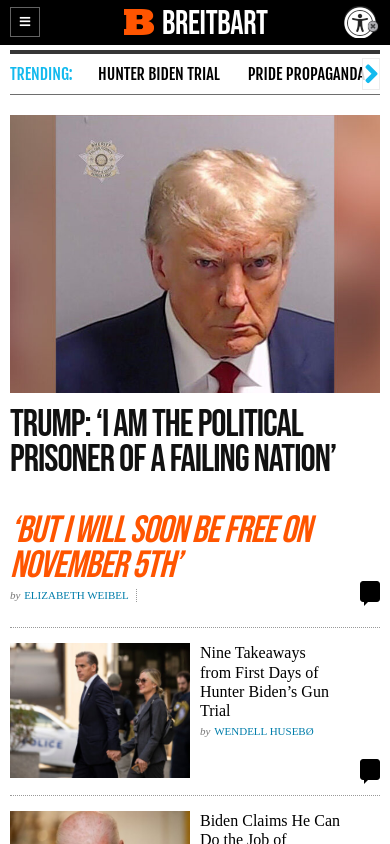 BREITBART
TRENDING: HUNTER BIDEN TRIAL PRIDE PROPAGANDA
TRUMP: ‘I AM THE POLITICAL
PRISONER OF A FAILING NATION’
‘BUT I WILL SOON BE FREE ON
NOVEMBER 5TH’
by ELIZABETH WEIBEL
Nine Takeaways
from First Days of
Hunter Biden’s Gun
Trial
by WENDELL HUSEBØ
POLICE
Biden Claims He Can
Do the Job of